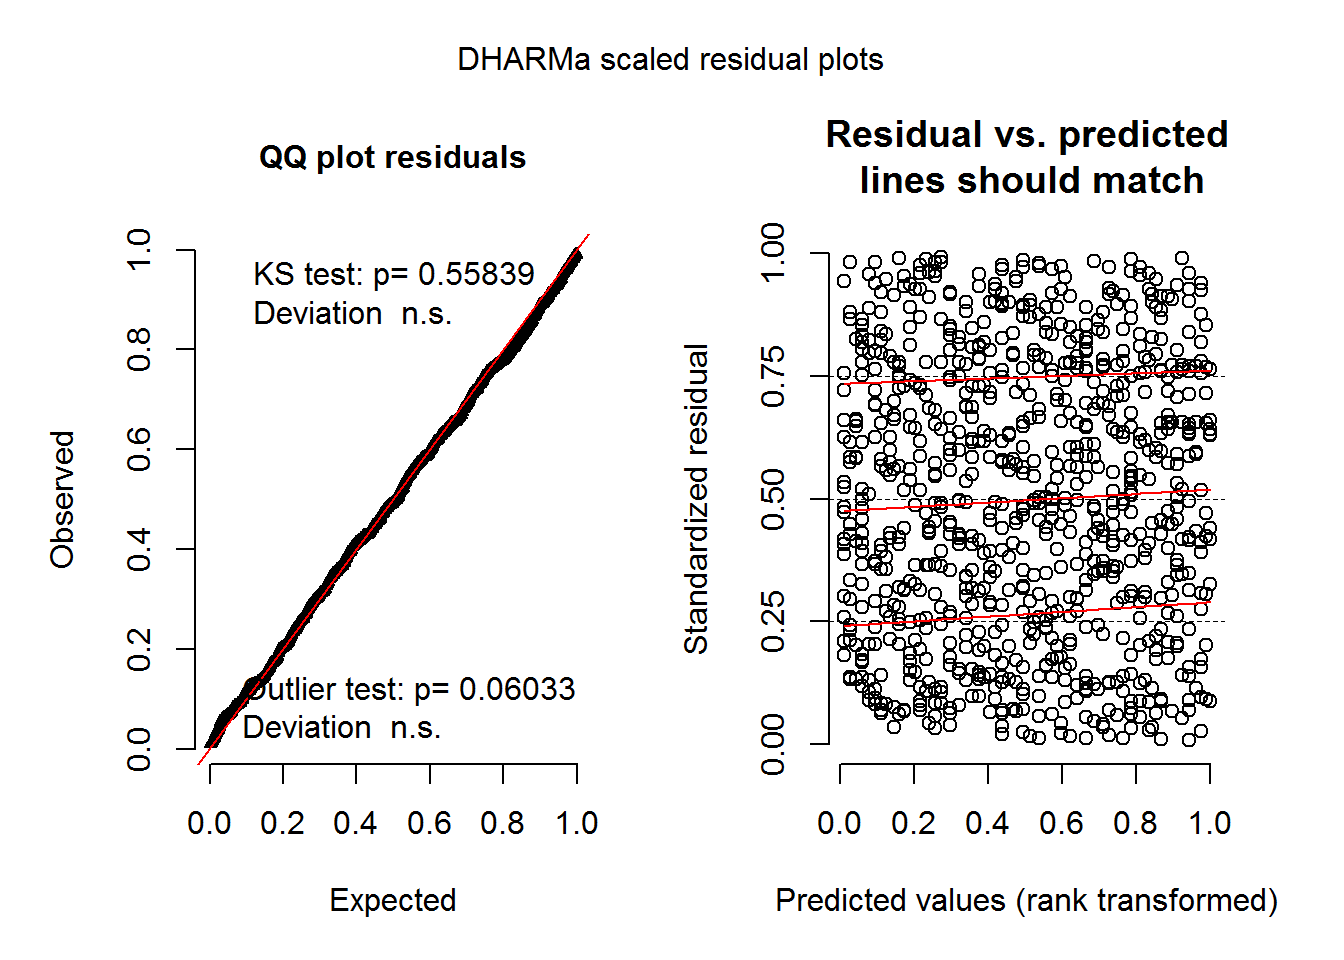 DHARMa scaled residual plots
QQ plot residuals
KS test: p= 0.55839
Deviation  n.s.
Outlier test: p= 0.06033
Deviation  n.s.
Observed
0.0
0.2
0.4
0.6
0.8
1.0
0.0 0.2 0.4 0.6 0.8 1.0
Expected
Residual vs. predicted
lines should match
Standardized residual
0.00
0.25
0.50
0.75
1.00
0.0 0.2 0.4 0.6 0.8 1.0
Predicted values (rank transformed)